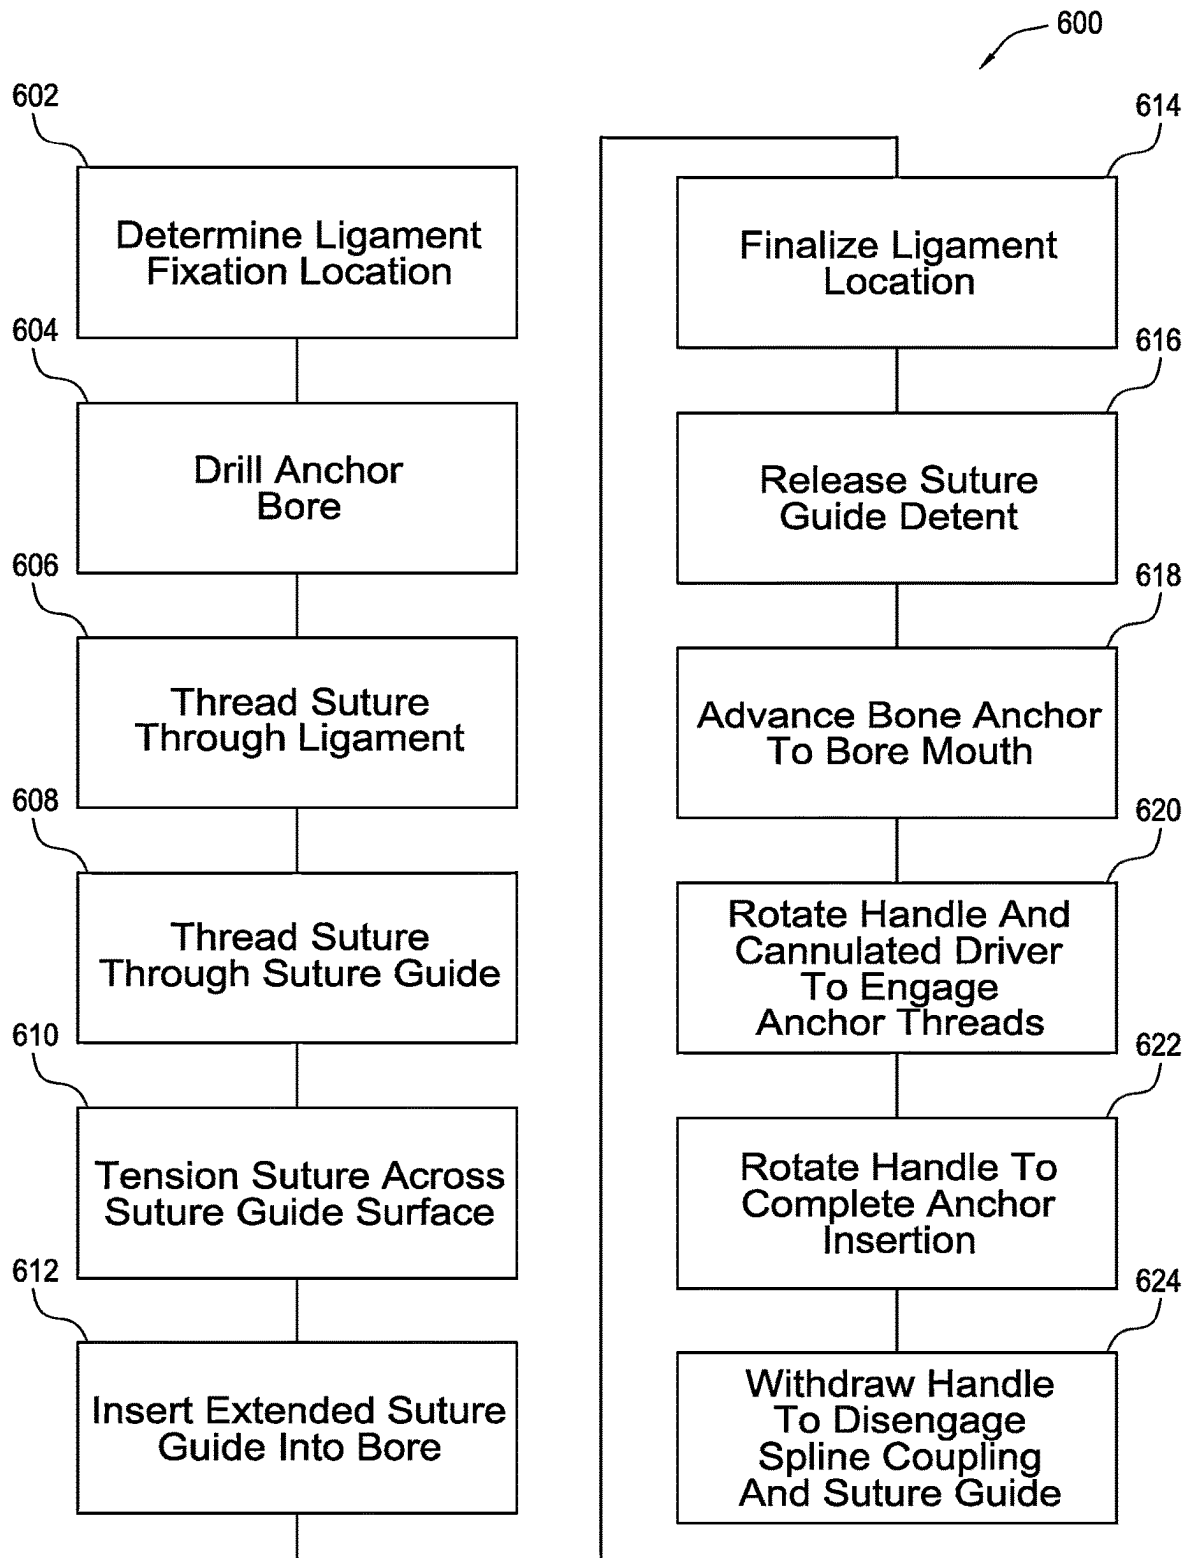 600
602
Determine Ligament
Fixation Location
604
Drill Anchor
Bore
606
Thread Suture
Through Ligament
608
Thread Suture
Through Suture Guide
610
Tension Suture Across
Suture Guide Surface
612
Insert Extended Suture
Guide Into Bore
614
Finalize Ligament
Location
616
Release Suture
Guide Detent
618
Advance Bone Anchor
To Bore Mouth
620
Rotate Handle And
Cannulated Driver
To Engage
Anchor Threads
622
Rotate Handle To
Complete Anchor
Insertion
624
Withdraw Handle
To Disengage
Spline Coupling
And Suture Guide